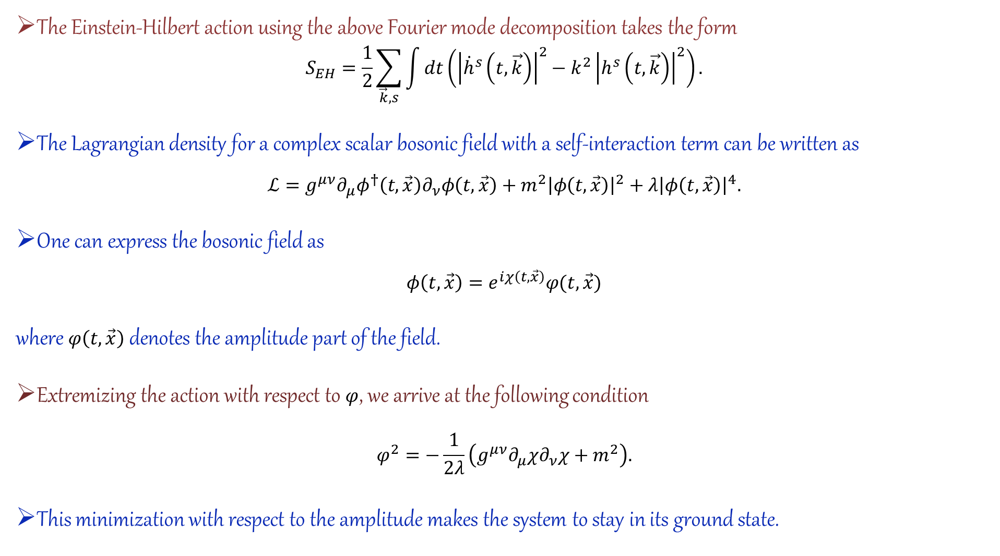 ➢The Einstein-Hilbert action using the above Fourier mode decomposition takes the form
$S_{EH} = \frac{1}{2}\sum_{\vec{k},s} \int dt \left( \left|\dot{h}^s(t,\vec{k})\right|^2 - k^2 \left|h^s(t,\vec{k})\right|^2 \right).$
➢The Lagrangian density for a complex scalar bosonic field with a self-interaction term can be written as
$\mathcal{L} = g^{\mu\nu}\partial_\mu\phi^\dagger(t,\vec{x})\partial_\nu\phi(t,\vec{x}) + m^2|\phi(t,\vec{x})|^2 + \lambda|\phi(t,\vec{x})|^4.$
➢One can express the bosonic field as
$\phi(t,\vec{x}) = e^{i\chi(t,\vec{x})}\varphi(t,\vec{x})$
where $\varphi(t,\vec{x})$ denotes the amplitude part of the field.
➢Extremizing the action with respect to $\varphi$, we arrive at the following condition
$\varphi^2 = -\frac{1}{2\lambda}\left(g^{\mu\nu}\partial_\mu\chi\partial_\nu\chi + m^2\right).$
➢This minimization with respect to the amplitude makes the system to stay in its ground state.